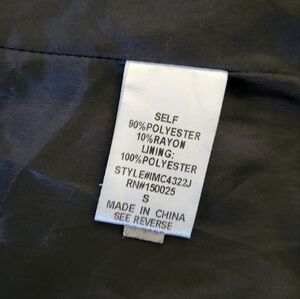 SELF
90%POLYESTER
10%RAYON
LINING:
100%POLYESTER
STYLE#IMC4322J
RN#150025
S
MADE IN CHINA
SEE REVERSE